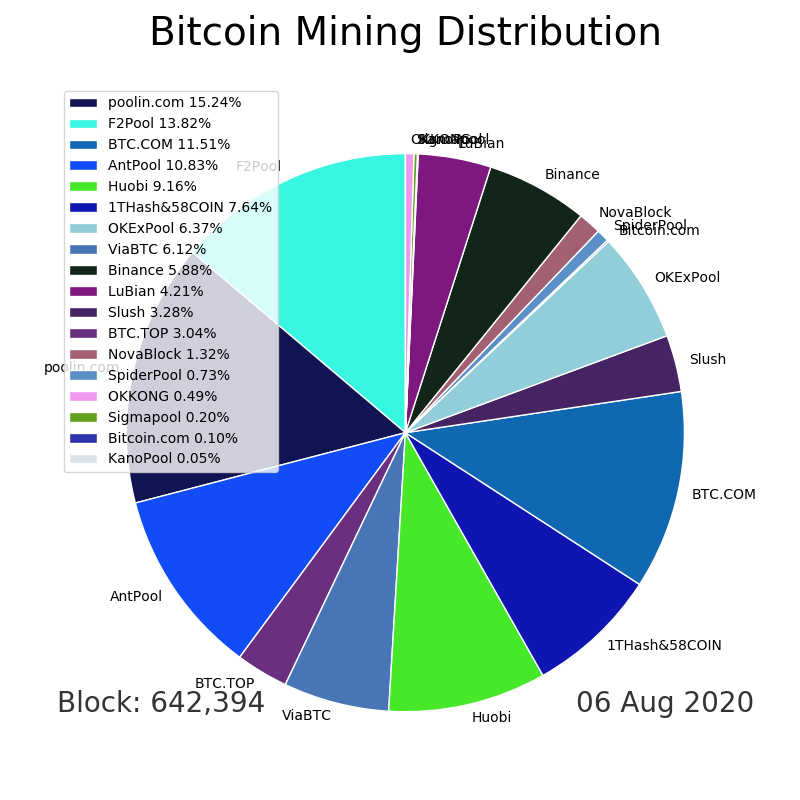 Bitcoin Mining Distribution
poolin.com 15.24%
F2Pool 13.82%
BTC.COM 11.51%
AntPool 10.83%
Huobi 9.16%
1THash&58COIN 7.64%
OKExPool 6.37%
ViaBTC 6.12%
Binance 5.88%
LuBian 4.21%
Slush 3.28%
BTC.TOP 3.04%
NovaBlock 1.32%
SpiderPool 0.73%
OKKONG 0.49%
Sigmapool 0.20%
Bitcoin.com 0.10%
KanoPool 0.05%
F2Pool
poolin.com
AntPool
BTC.TOP
ViaBTC
Huobi
1THash&58COIN
BTC.COM
Slush
OKExPool
Bitcoin.com
SpiderPool
NovaBlock
Binance
LuBian
Block: 642,394
06 Aug 2020